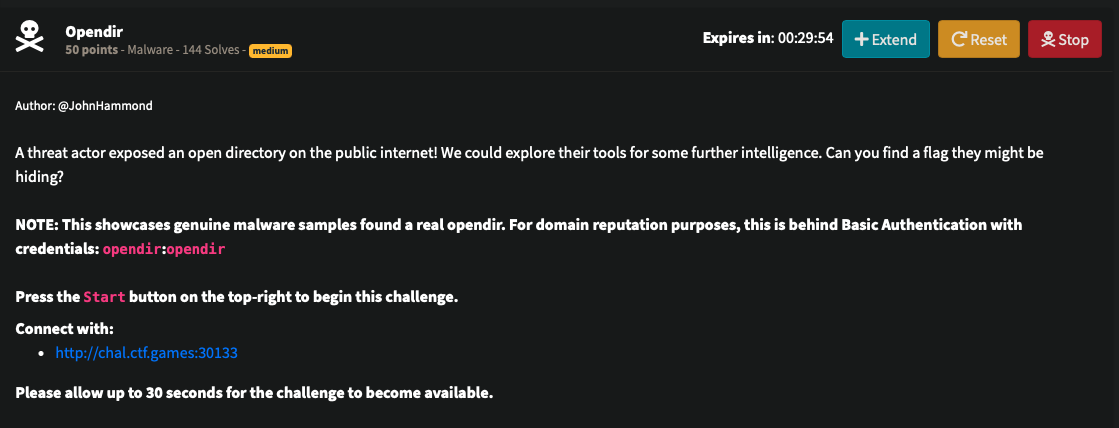 Opendir
50 points - Malware - 144 Solves - medium
Expires in: 00:29:54
Extend
Reset
Stop
Author: @JohnHammond
A threat actor exposed an open directory on the public internet! We could explore their tools for some further intelligence. Can you find a flag they might be
hiding?
NOTE: This showcases genuine malware samples found a real opendir. For domain reputation purposes, this is behind Basic Authentication with
credentials: opendir:opendir
Press the Start button on the top-right to begin this challenge.
Connect with:
• http://chal.ctf.games:30133
Please allow up to 30 seconds for the challenge to become available.